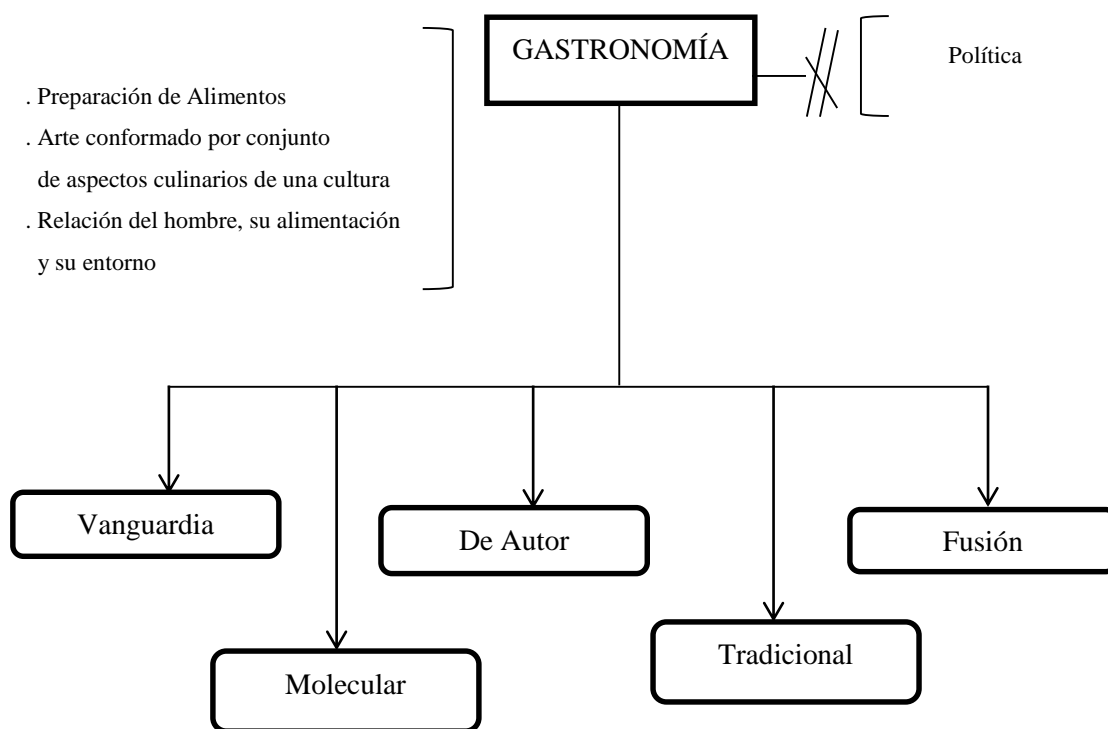 GASTRONOMÍA
Política
. Preparación de Alimentos
. Arte conformado por conjunto
de aspectos culinarios de una cultura
. Relación del hombre, su alimentación
y su entorno
Vanguardia
De Autor
Fusión
Molecular
Tradicional